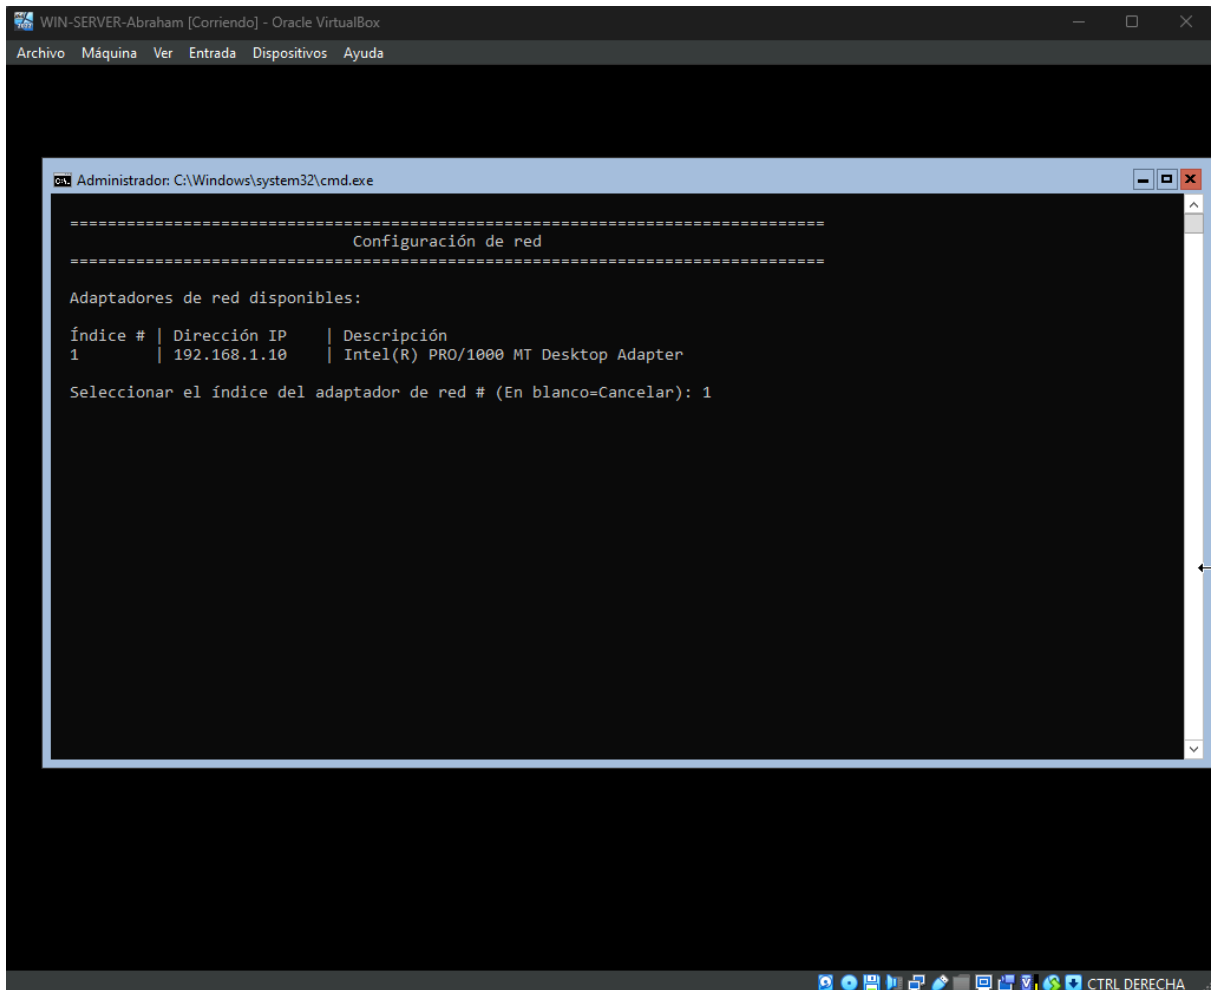 WIN-SERVER-Abraham [Corriendo] - Oracle VirtualBox
Archivo Máquina Ver Entrada Dispositivos Ayuda
Administrador: C:\Windows\system32\cmd.exe
================================================================================
Configuración de red
================================================================================
Adaptadores de red disponibles:
Índice # | Dirección IP | Descripción
1 | 192.168.1.10 | Intel(R) PRO/1000 MT Desktop Adapter
Seleccionar el índice del adaptador de red # (En blanco=Cancelar): 1
CTRL DERECHA